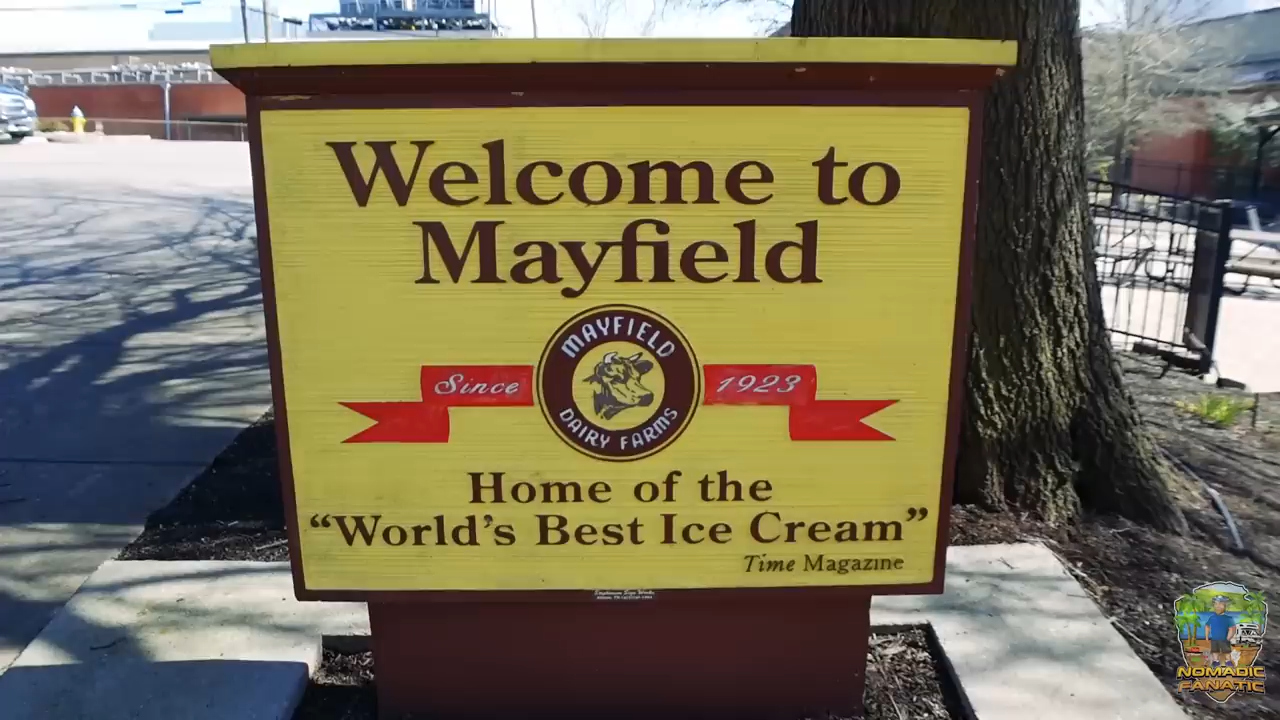 Welcome to
Mayfield
MAYFIELD
Since
1923
DAIRY FARMS
Home of the
“World's Best Ice Cream”
Time Magazine
NOMADIC
FANATIC